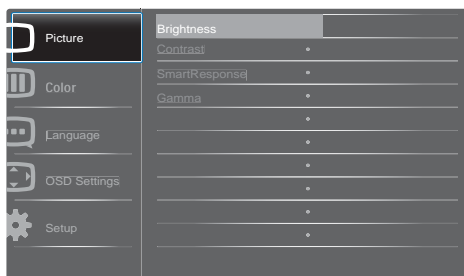 Picture
Color
Language
OSD Settings
Setup
Brightness
Contrast
SmartResponse
Gamma